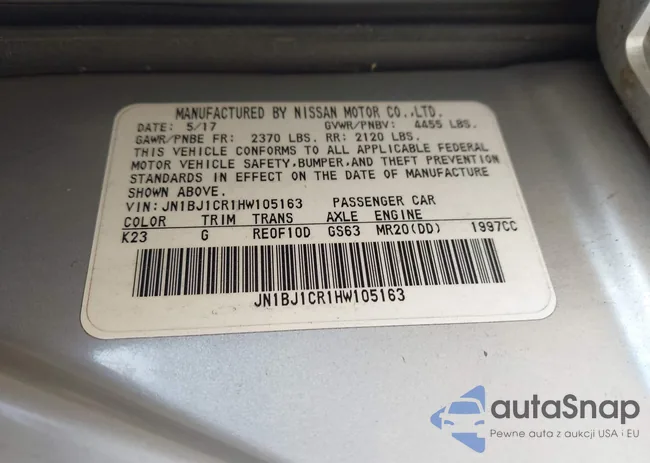 MANUFACTURED BY NISSAN MOTOR CO.,LTD.
DATE: 5/17 GVWR/PNBV: 4455 LBS.
GAWR/PNBE FR: 2370 LBS. RR: 2120 LBS.
THIS VEHICLE CONFORMS TO ALL APPLICABLE FEDERAL
MOTOR VEHICLE SAFETY, BUMPER, AND THEFT PREVENTION
STANDARDS IN EFFECT ON THE DATE OF MANUFACTURE
SHOWN ABOVE.
VIN: JN1BJ1CR1HW105163 PASSENGER CAR
COLOR TRIM TRANS AXLE ENGINE
K23 G RE0F10D GS63 MR20(DD) 1997CC
JN1BJ1CR1HW105163
autaSnap
Pewne auta z aukcji USA i EU